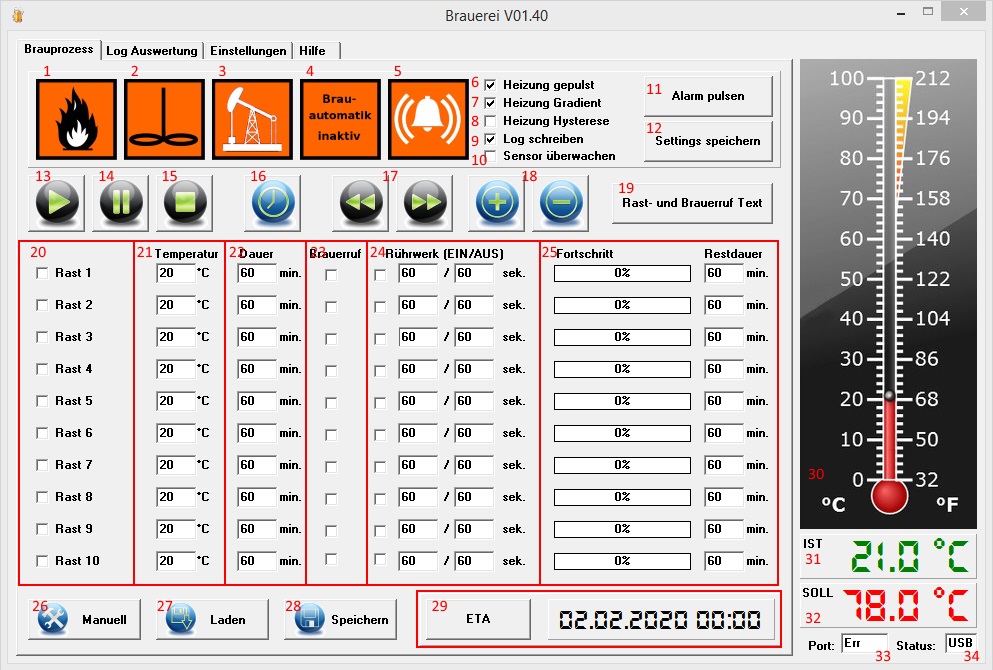 Brauerei V01.40
Brauprozess Log Auswertung Einstellungen Hilfe
1 2 3 4 5
Brau-
automatik
inaktiv
6 Heizung gepulst
7 Heizung Gradient
8 Heizung Hysterese
9 Log schreiben
10 Sensor überwachen
11 Alarm pulsen
12 Settings speichern
13 14 15 16 17 18
19 Rast- und Brauerruf Text
20 21 Temperatur 22 Dauer 23 Brauerruf 24 Rührwerk (EIN/AUS) 25 Fortschritt Restdauer
Rast 1 20 °C 60 min. 60 / 60 sek. 0% 60 min.
Rast 2 20 °C 60 min. 60 / 60 sek. 0% 60 min.
Rast 3 20 °C 60 min. 60 / 60 sek. 0% 60 min.
Rast 4 20 °C 60 min. 60 / 60 sek. 0% 60 min.
Rast 5 20 °C 60 min. 60 / 60 sek. 0% 60 min.
Rast 6 20 °C 60 min. 60 / 60 sek. 0% 60 min.
Rast 7 20 °C 60 min. 60 / 60 sek. 0% 60 min.
Rast 8 20 °C 60 min. 60 / 60 sek. 0% 60 min.
Rast 9 20 °C 60 min. 60 / 60 sek. 0% 60 min.
Rast 10 20 °C 60 min. 60 / 60 sek. 0% 60 min.
26 Manuell 27 Laden 28 Speichern 29 ETA 02.02.2020 00:00
100 212
90 194
80 176
70 158
60 140
50 122
40 104
30 86
20 68
10 50
30 0 32
°C °F
IST
31 21.0 °C
SOLL
32 78.0 °C
Port: Err Status: USB
33 34